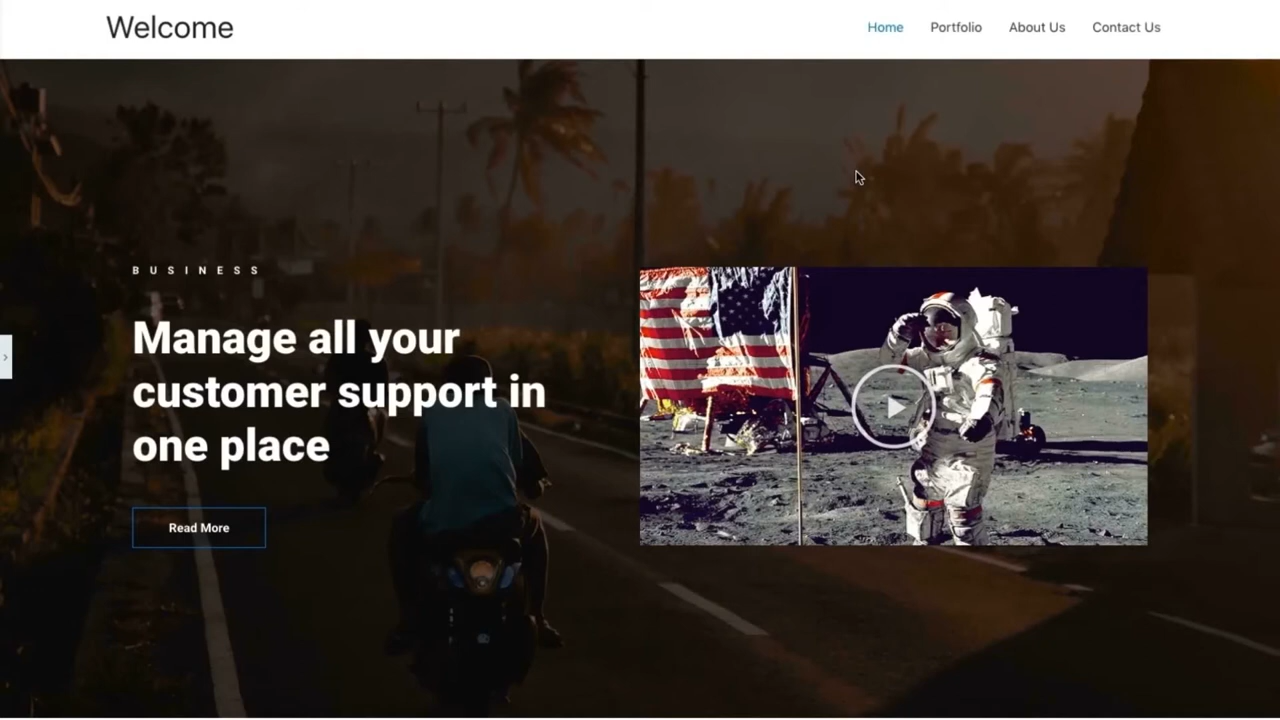 Welcome
Home Portfolio About Us Contact Us
BUSINESS
Manage all your
customer support in
one place
Read More